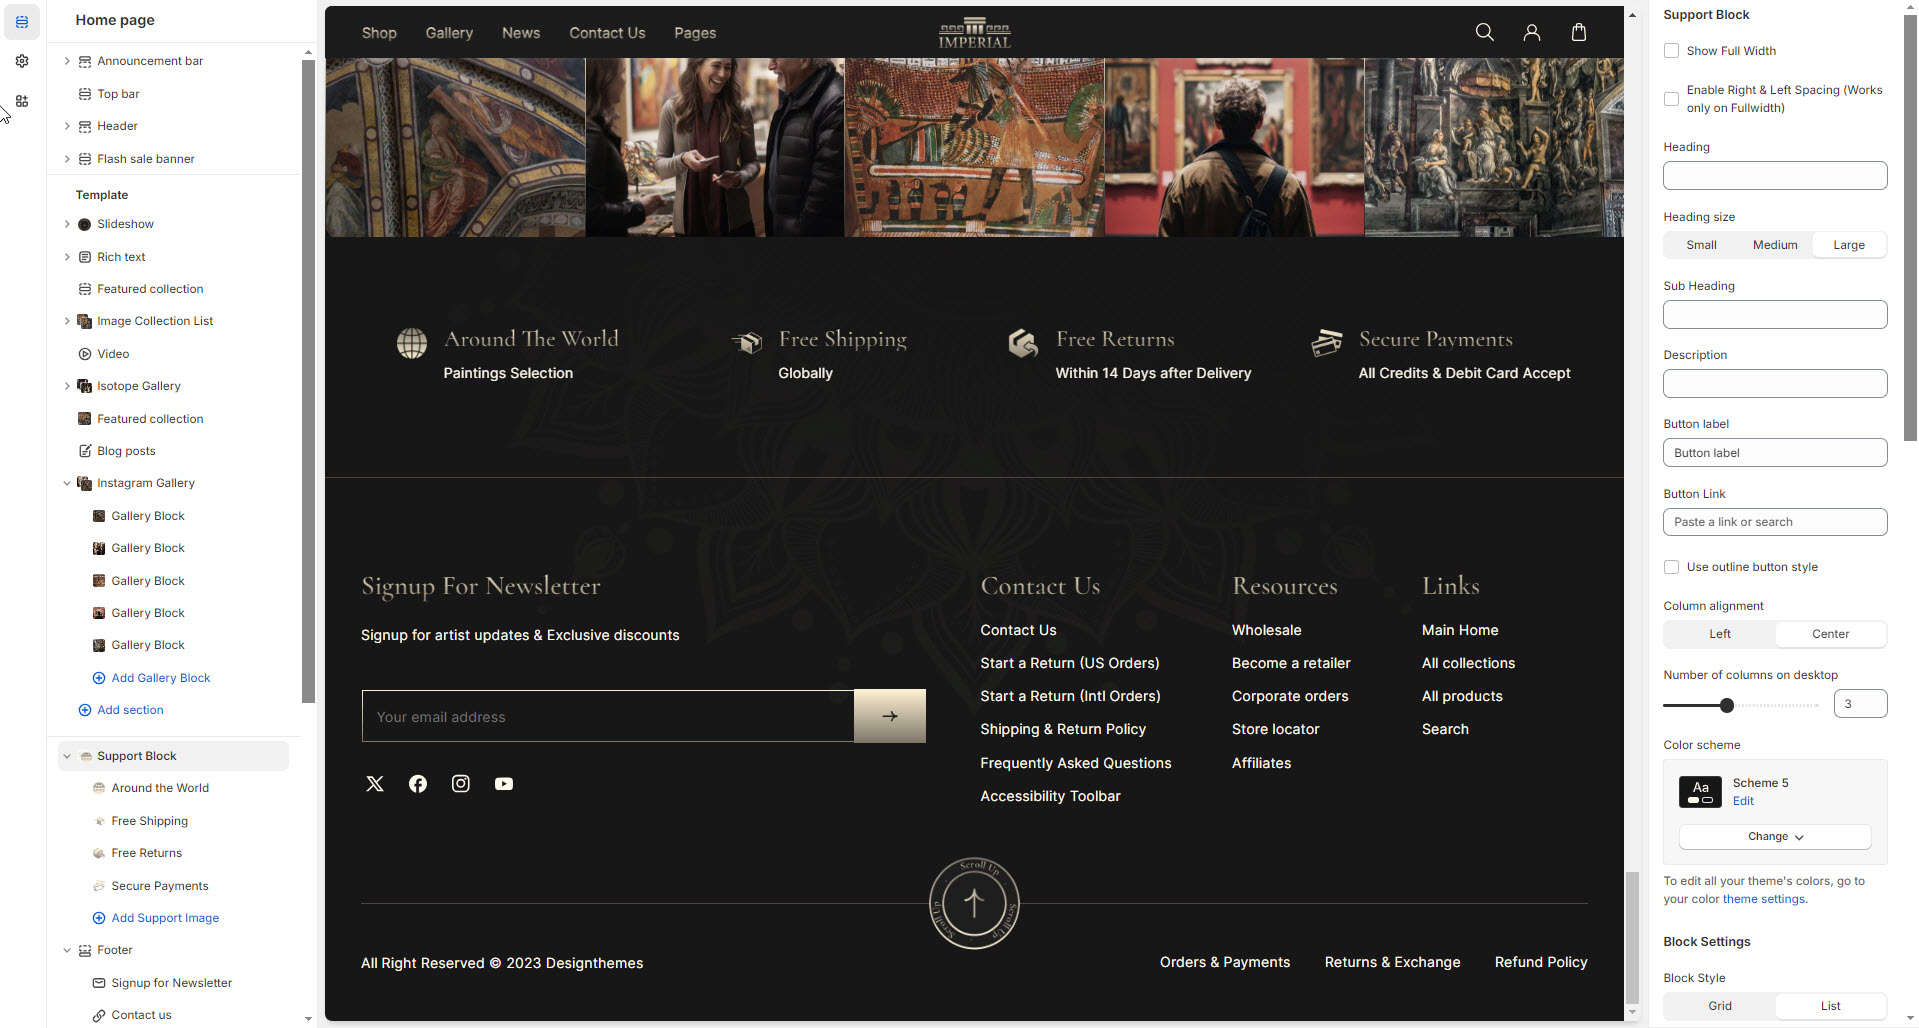 Home page
Announcement bar
Top bar
Header
Flash sale banner
Template
Slideshow
Rich text
Featured collection
Image Collection List
Video
Isotope Gallery
Featured collection
Blog posts
Instagram Gallery
Gallery Block
Gallery Block
Gallery Block
Gallery Block
Gallery Block
Add Gallery Block
Add section
Support Block
Around the World
Free Shipping
Free Returns
Secure Payments
Add Support Image
Footer
Signup for Newsletter
Contact us
Shop Gallery News Contact Us Pages
IMPERIAL
Around The World
Paintings Selection
Free Shipping
Globally
Free Returns
Within 14 Days after Delivery
Secure Payments
All Credits & Debit Card Accept
Signup For Newsletter
Signup for artist updates & Exclusive discounts
Your email address
Contact Us
Contact Us
Start a Return (US Orders)
Start a Return (Intl Orders)
Shipping & Return Policy
Frequently Asked Questions
Accessibility Toolbar
Resources
Wholesale
Become a retailer
Corporate orders
Store locator
Affiliates
Links
Main Home
All collections
All products
Search
Scroll Up
Scroll Up
Scroll Up
All Right Reserved © 2023 Designthemes
Orders & Payments Returns & Exchange Refund Policy
Support Block
Show Full Width
Enable Right & Left Spacing (Works
only on Fullwidth)
Heading
Heading size
Small Medium Large
Sub Heading
Description
Button label
Button label
Button Link
Paste a link or search
Use outline button style
Column alignment
Left Center
Number of columns on desktop
3
Color scheme
Aa
Scheme 5
Edit
Change
To edit all your theme's colors, go to
your color theme settings.
Block Settings
Block Style
Grid List